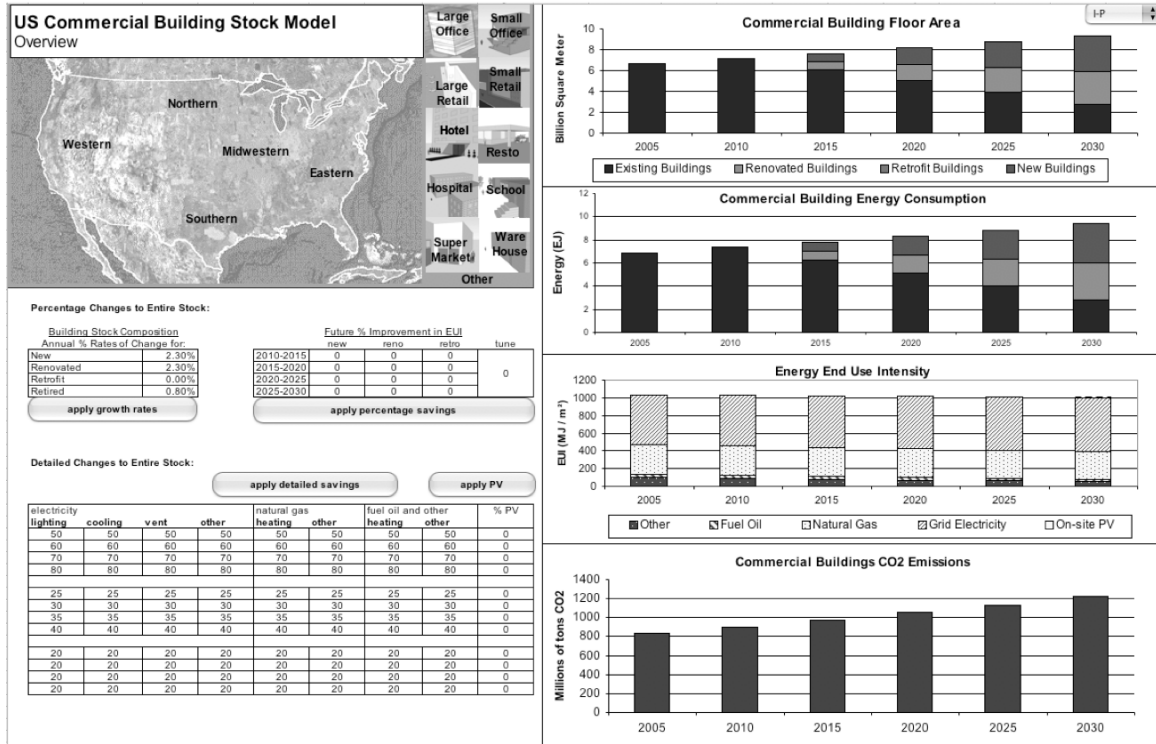 US Commercial Building Stock Model
Overview
Northern
Western
Midwestern
Eastern
Southern
Large Office
Small Office
Large Retail
Small Retail
Hotel
Resto
Hospital
School
Super Market
Ware House
Other
Percentage Changes to Entire Stock:
Building Stock Composition
Annual % Rates of Change for:
New 2.30%
Renovated 2.30%
Retrofit 0.00%
Retired 0.80%
apply growth rates
Future % Improvement in EUI
new reno retro tune
2010-2015 0 0 0
2015-2020 0 0 0
0
2020-2025 0 0 0
2025-2030 0 0 0
apply percentage savings
Detailed Changes to Entire Stock:
apply detailed savings
apply PV
electricity natural gas fuel oil and other % PV
lighting cooling vent other heating other heating other
50 50 50 50 50 50 50 50 0
60 60 60 60 60 60 60 60 0
70 70 70 70 70 70 70 70 0
80 80 80 80 80 80 80 80 0
25 25 25 25 25 25 25 25 0
30 30 30 30 30 30 30 30 0
35 35 35 35 35 35 35 35 0
40 40 40 40 40 40 40 40 0
20 20 20 20 20 20 20 20 0
20 20 20 20 20 20 20 20 0
20 20 20 20 20 20 20 20 0
20 20 20 20 20 20 20 20 0
I-P
Commercial Building Floor Area
Billion Square Meter
10
8
6
4
2
0
2005 2010 2015 2020 2025 2030
Existing Buildings Renovated Buildings Retrofit Buildings New Buildings
Commercial Building Energy Consumption
Energy (EJ)
12
10
8
6
4
2
0
2005 2010 2015 2020 2025 2030
Energy End Use Intensity
EUI (MJ / m²)
1200
1000
800
600
400
200
0
2005 2010 2015 2020 2025 2030
Other Fuel Oil Natural Gas Grid Electricity On-site PV
Commercial Buildings CO2 Emissions
Millions of tons CO2
1400
1200
1000
800
600
400
200
0
2005 2010 2015 2020 2025 2030